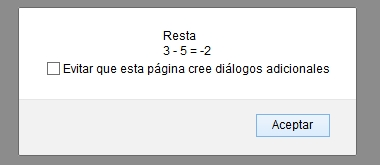 Resta
3 - 5 = -2
Evitar que esta página cree diálogos adicionales
Aceptar